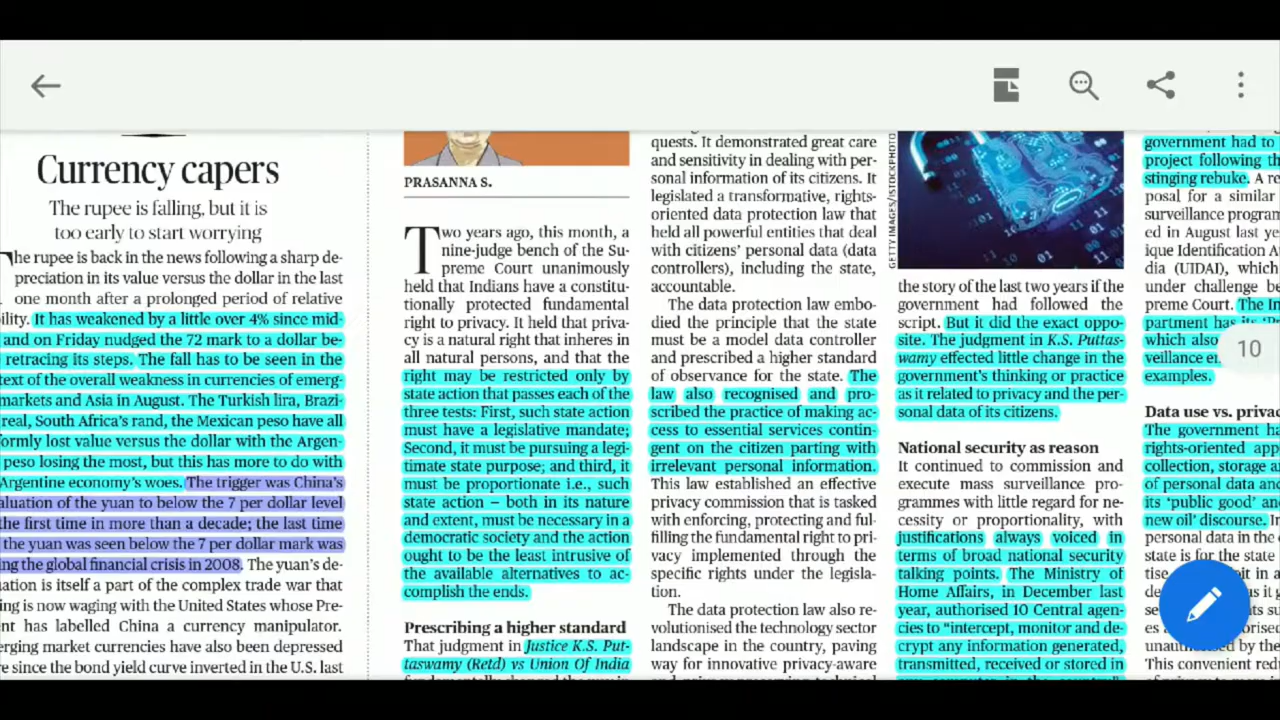 Currency capers
The rupee is falling, but it is
too early to start worrying
he rupee is back in the news following a sharp de-
preciation in its value versus the dollar in the last
one month after a prolonged period of relative
bility. It has weakened by a little over 4% since mid-
and on Friday nudged the 72 mark to a dollar be-
retracing its steps. The fall has to be seen in the
text of the overall weakness in currencies of emerg-
markets and Asia in August. The Turkish lira, Brazi-
real, South Africa's rand, the Mexican peso have all
formly lost value versus the dollar with the Argen-
peso losing the most, but this has more to do with
Argentine economy's woes. The trigger was China's
aluation of the yuan to below the 7 per dollar level
the first time in more than a decade; the last time
the yuan was seen below the 7 per dollar mark was
ing the global financial crisis in 2008. The yuan's de-
uation is itself a part of the complex trade war that
ing is now waging with the United States whose Pre-
nt has labelled China a currency manipulator.
erging market currencies have also been depressed
e since the bond yield curve inverted in the U.S. last
PRASANNA S.
Two years ago, this month, a
nine-judge bench of the Su-
preme Court unanimously
held that Indians have a constitu-
tionally protected fundamental
right to privacy. It held that priva-
cy is a natural right that inheres in
all natural persons, and that the
right may be restricted only by
state action that passes each of the
three tests: First, such state action
must have a legislative mandate;
Second, it must be pursuing a legi-
timate state purpose; and third, it
must be proportionate i.e., such
state action – both in its nature
and extent, must be necessary in a
democratic society and the action
ought to be the least intrusive of
the available alternatives to ac-
complish the ends.
Prescribing a higher standard
That judgment in Justice K.S. Put-
taswamy (Retd) vs Union Of India
quests. It demonstrated great care
and sensitivity in dealing with per-
sonal information of its citizens. It
legislated a transformative, rights-
oriented data protection law that
held all powerful entities that deal
with citizens' personal data (data
controllers), including the state,
accountable.
The data protection law embo-
died the principle that the state
must be a model data controller
and prescribed a higher standard
of observance for the state. The
law also recognised and pro-
scribed the practice of making ac-
cess to essential services contin-
gent on the citizen parting with
irrelevant personal information.
This law established an effective
privacy commission that is tasked
with enforcing, protecting and ful-
filling the fundamental right to pri-
vacy implemented through the
specific rights under the legisla-
tion.
The data protection law also re-
volutionised the technology sector
landscape in the country, paving
way for innovative privacy-aware
GETTY IMAGES/ISTOCKPHOTO
the story of the last two years if the
government had followed the
script. But it did the exact oppo-
site. The judgment in K.S. Puttas-
wamy effected little change in the
government's thinking or practice
as it related to privacy and the per-
sonal data of its citizens.
National security as reason
It continued to commission and
execute mass surveillance pro-
grammes with little regard for ne-
cessity or proportionality, with
justifications always voiced in
terms of broad national security
talking points. The Ministry of
Home Affairs, in December last
year, authorised 10 Central agen-
cies to "intercept, monitor and de-
crypt any information generated,
transmitted, received or stored in
government had to
project following th
stinging rebuke. A re
posal for a similar
surveillance program
ed in August last ye
ique Identification A
dia (UIDAI), which
under challenge be
preme Court. The In
partment has its
which also
veillance
examples.
Data use vs. privac
The government ha
rights-oriented app
collection, storage a
of personal data and
its 'public good' an
new oil' discourse. I
personal data in the
state is for the state
This convenient red
10